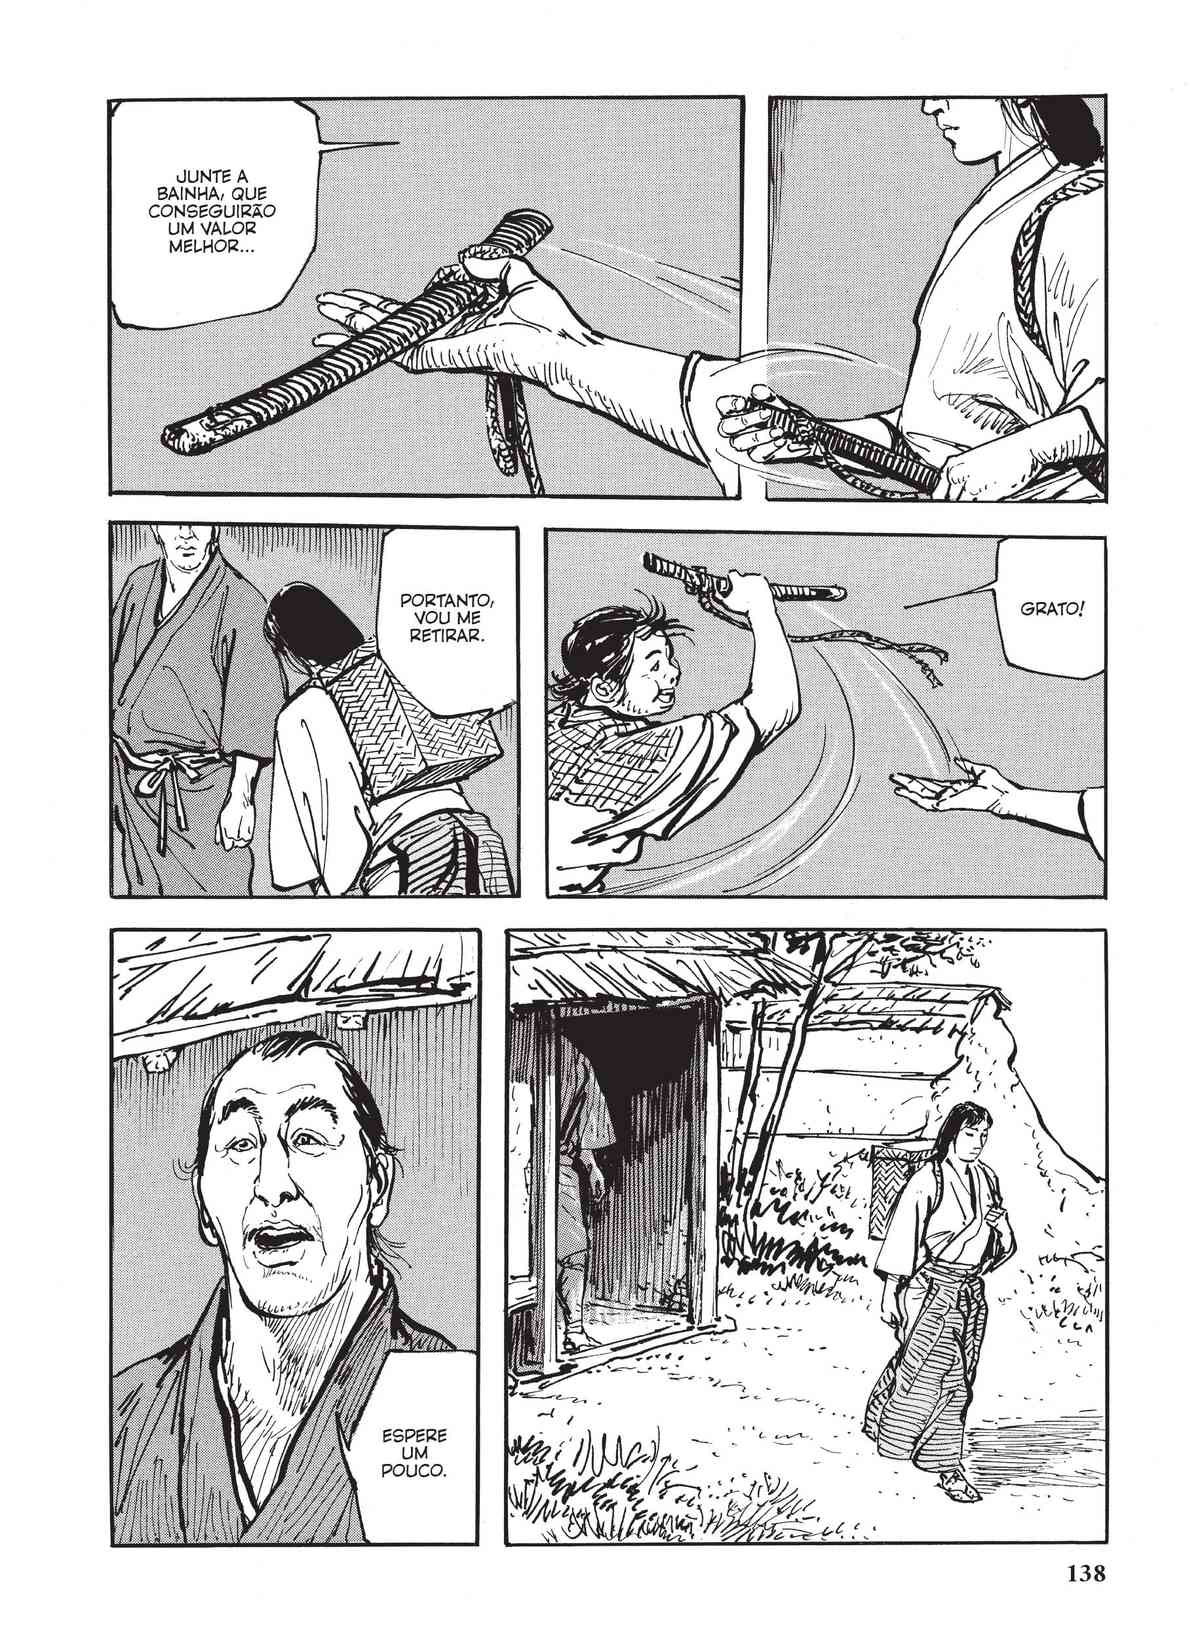 JUNTE A
BAINHA, QUE
CONSEGUIRÃO
UM VALOR
MELHOR...
PORTANTO,
VOU ME
RETIRAR.
GRATO!
ESPERE
UM
POUCO.
138